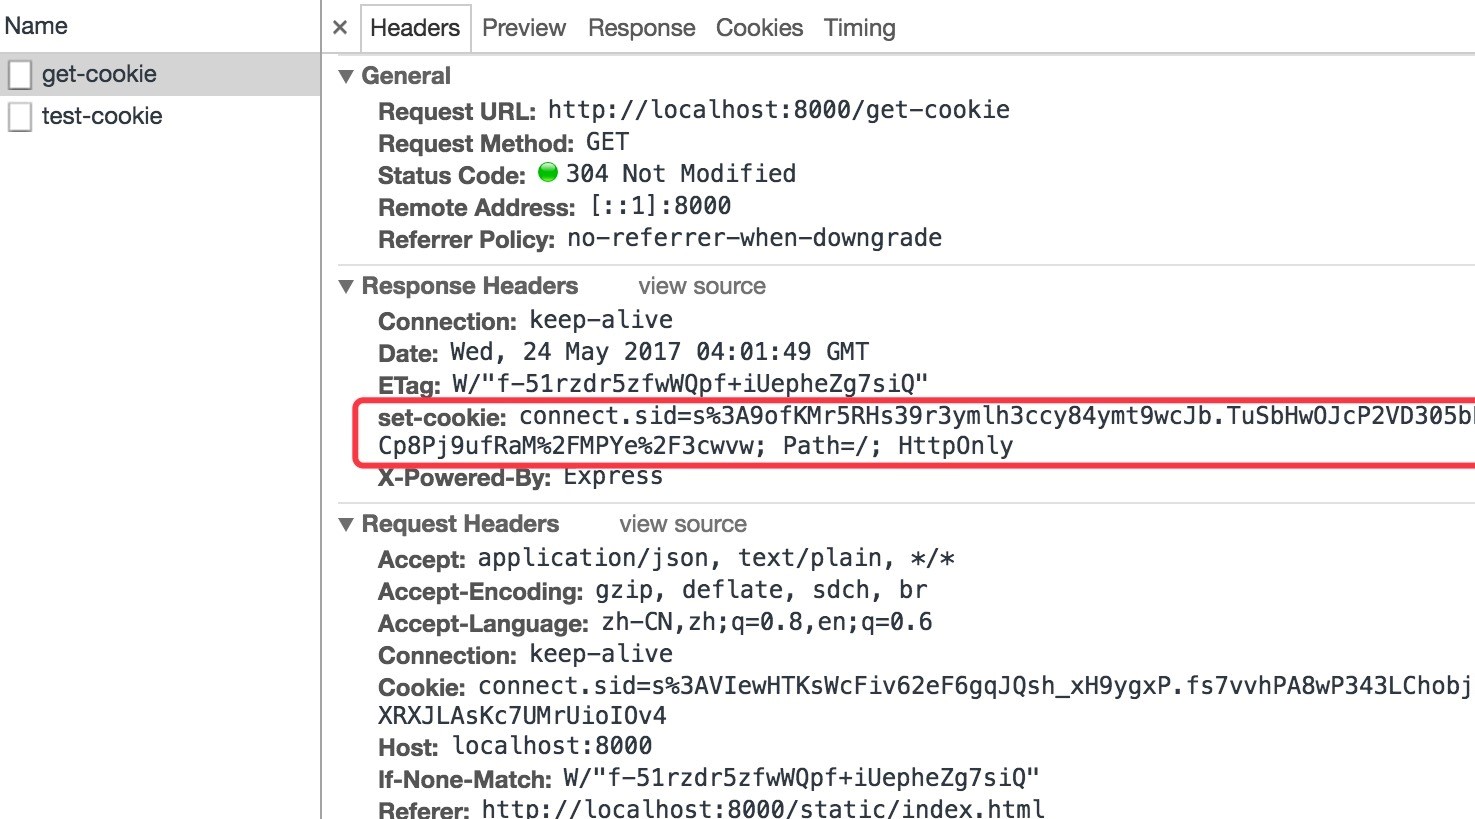 Name
× Headers Preview Response Cookies Timing
get-cookie
test-cookie
▼ General
Request URL: http://localhost:8000/get-cookie
Request Method: GET
Status Code: 304 Not Modified
Remote Address: [::1]:8000
Referrer Policy: no-referrer-when-downgrade
▼ Response Headers view source
Connection: keep-alive
Date: Wed, 24 May 2017 04:01:49 GMT
ETag: W/"f-51rzdr5zfwWQpf+iUepheZg7siQ"
set-cookie: connect.sid=s%3A9ofKMr5RHs39r3ymlh3ccy84ymt9wcJb.TuSbHwOJcP2VD305b
Cp8Pj9ufRaM%2FMPYe%2F3cwvw; Path=/; HttpOnly
X-Powered-By: Express
▼ Request Headers view source
Accept: application/json, text/plain, */*
Accept-Encoding: gzip, deflate, sdch, br
Accept-Language: zh-CN,zh;q=0.8,en;q=0.6
Connection: keep-alive
Cookie: connect.sid=s%3AVIewHTKsWcFiv62eF6gqJQsh_xH9ygxP.fs7vvhPA8wP343LChobj
XRXJLAsKc7UMrUioIOv4
Host: localhost:8000
If-None-Match: W/"f-51rzdr5zfwWQpf+iUepheZg7siQ"
Referer: http://localhost:8000/static/index.html